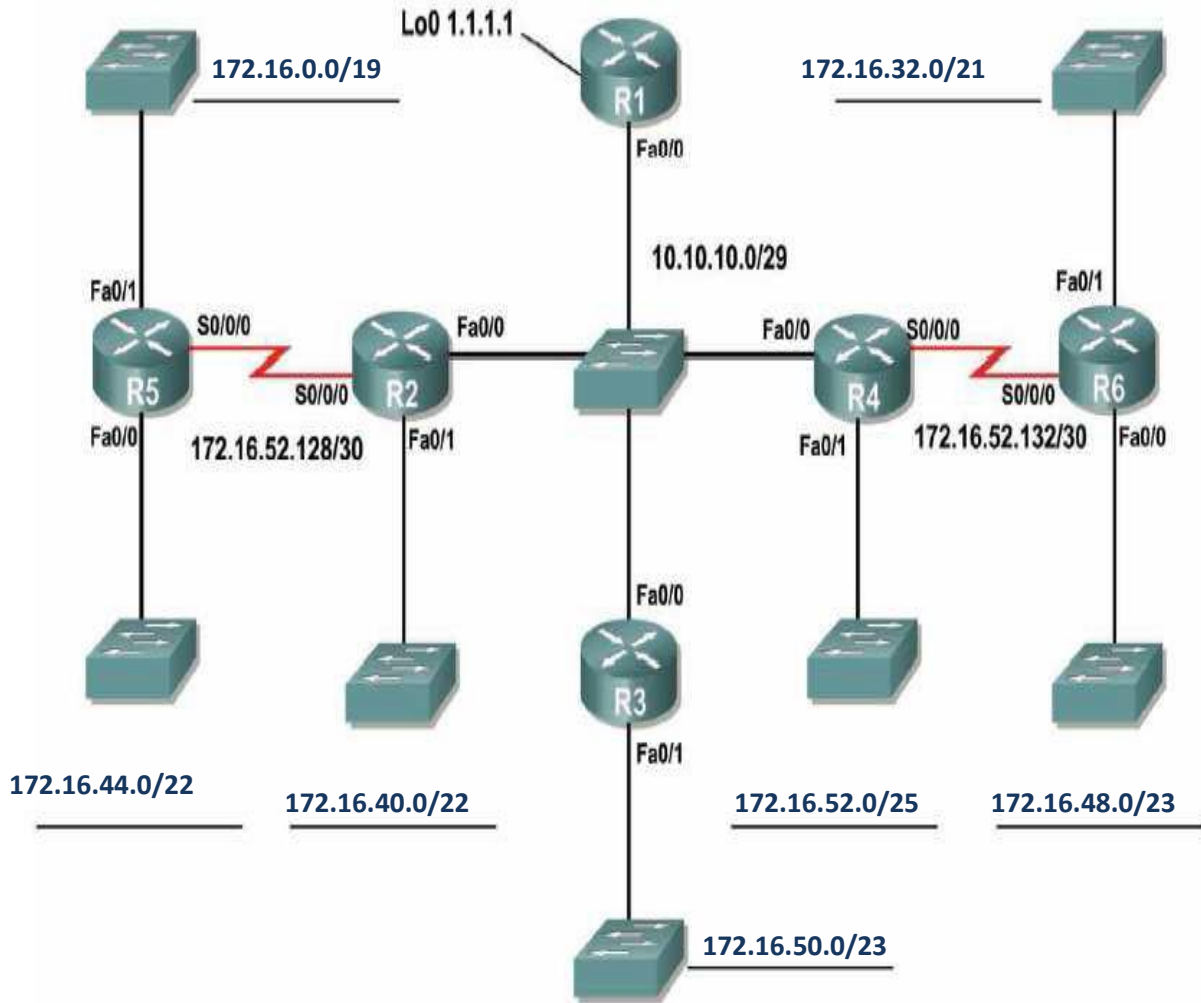 Lo0 1.1.1.1
172.16.0.0/19
172.16.32.0/21
R1
Fa0/0
10.10.10.0/29
Fa0/1
Fa0/1
S0/0/0
Fa0/0
Fa0/0
S0/0/0
R5
S0/0/0
R2
R4
S0/0/0
R6
Fa0/0
172.16.52.128/30
Fa0/1
Fa0/1
172.16.52.132/30
Fa0/0
Fa0/0
R3
Fa0/1
172.16.44.0/22
172.16.40.0/22
172.16.52.0/25
172.16.48.0/23
172.16.50.0/23